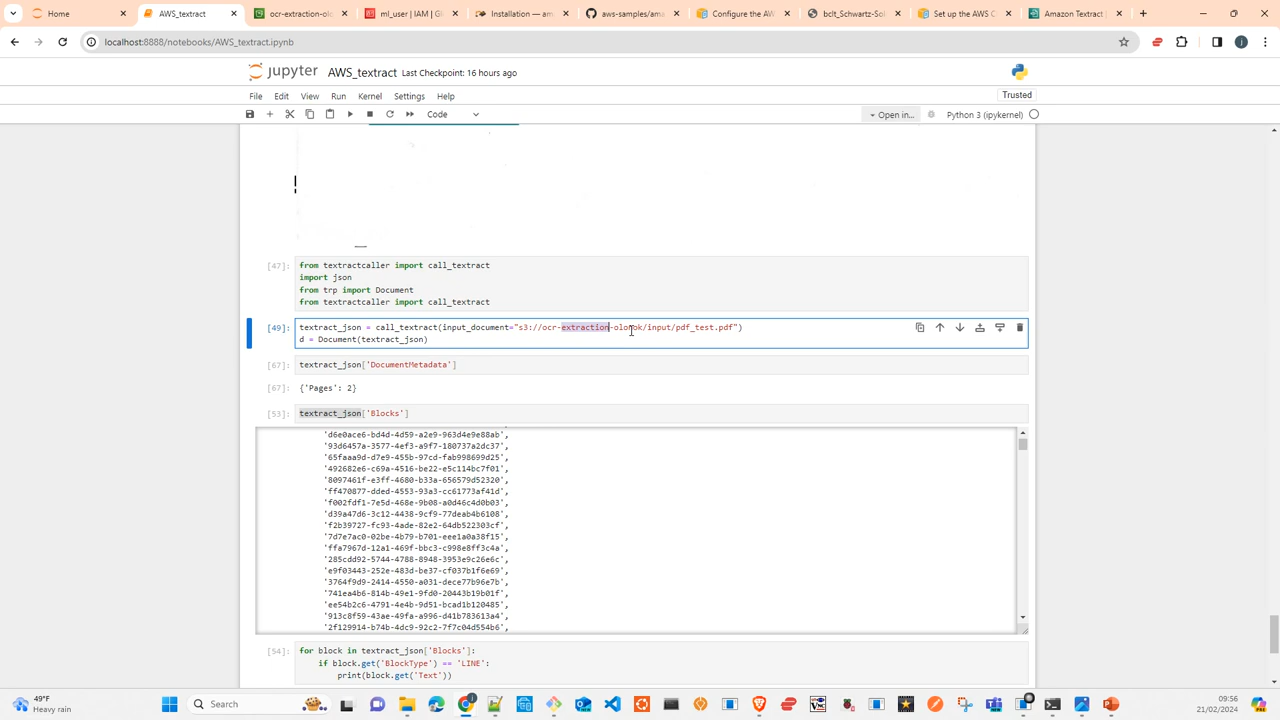 Home
AWS_textract
ocr-extraction-olo
ml_user | IAM | Gl
Installation — am
aws-samples/ama
Configure the AW
bclt_Schwartz-Sol
Set up the AWS C
Amazon Textract |
localhost:8888/notebooks/AWS_textract.ipynb
jupyter AWS_textract Last Checkpoint: 16 hours ago
File Edit View Run Kernel Settings Help
Trusted
Code
Open in...
Python 3 (ipykernel)
[47]:
from textractcaller import call_textract
import json
from trp import Document
from textractcaller import call_textract
[49]:
textract_json = call_textract(input_document="s3://ocr-extraction-olonok/input/pdf_test.pdf")
d = Document(textract_json)
[67]:
textract_json['DocumentMetadata']
[67]:
{'Pages': 2}
[53]:
textract_json['Blocks']
'd6e0ace6-bd4d-4d59-a2e9-963d4e9e88ab',
'93d6457a-3577-4ef3-a9f7-180737a2dc37',
'65faaa9d-d7e9-455b-97cd-fab998699d25',
'492682e6-c69a-4516-be22-e5c114bc7f01',
'8097461f-e3ff-4680-b33a-656579d52320',
'ff470877-dded-4553-93a3-cc61773af41d',
'f002fdf1-7e5d-468e-9b08-a0d46c4d0b03',
'd39a47d6-3c12-4438-9cf9-77deab4b6108',
'f2b39727-fc93-4ade-82e2-64db522303cf',
'7d7e7ac0-02be-4b79-b701-eee1a0a38f15',
'ffa7967d-12a1-469f-bbc3-c998e8ff3c4a',
'285cdd92-5744-4788-8948-3953e9c26e6c',
'e9f03443-252e-483d-be37-cf037b1f6e69',
'3764f9d9-2414-4550-a031-dece77b96e7b',
'741ea4b6-814b-49e1-9fd0-20443b19b01f',
'ee54b2c6-4791-4e4b-9d51-bcad1b120485',
'913c8f59-43ae-49fa-a996-d41b783613a4',
'2f129914-b74b-4dc9-92c2-7f7c04d554b6',
[54]:
for block in textract_json['Blocks']:
if block.get('BlockType') == 'LINE':
print(block.get('Text'))
49°F
Heavy rain
Search
09:56
21/02/2024